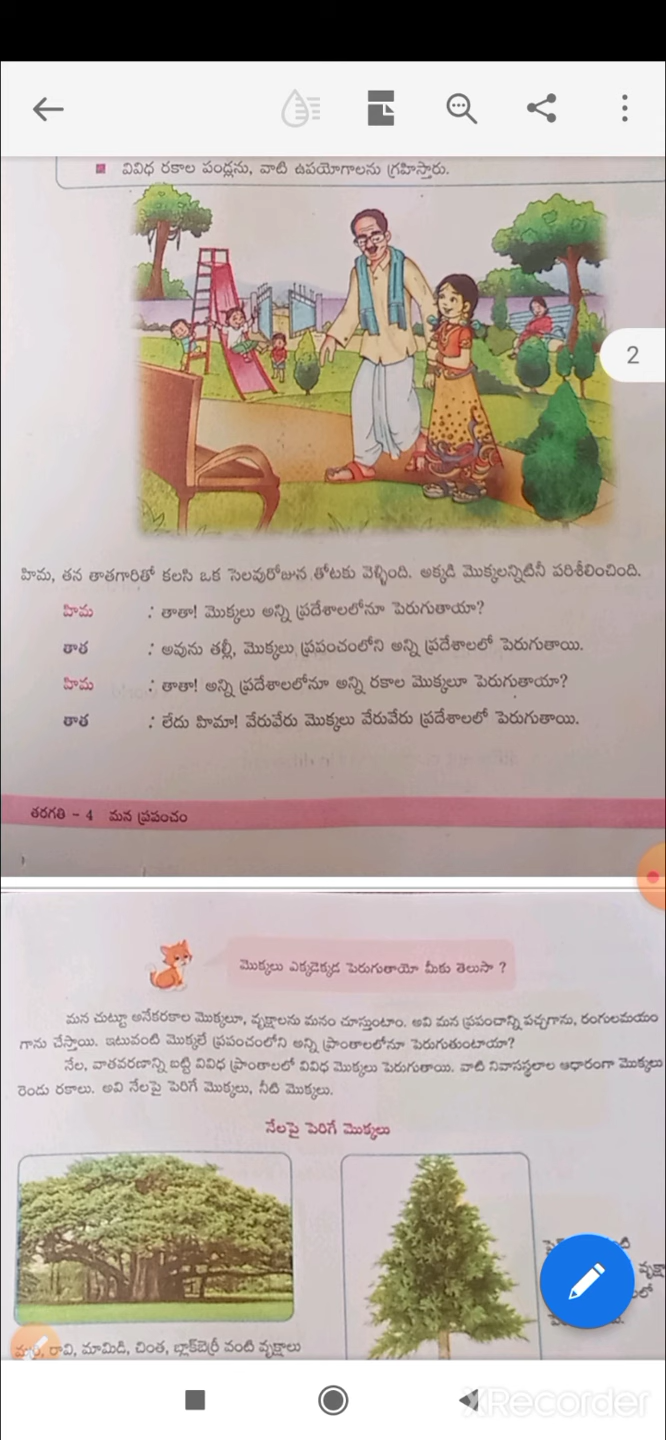 వివిధ రకాల పండ్లను, వాటి ఉపయోగాలను గ్రహిస్తారు.
2
హిమ, తన తాతగారితో కలసి ఒక సెలవురోజున తోటకు వెళ్ళింది. అక్కడి మొక్కలన్నిటినీ పరిశీలించింది.
హిమ : తాతా! మొక్కలు అన్ని ప్రదేశాలలోనూ పెరుగుతాయా?
తాత : అవును తల్లీ, మొక్కలు ప్రపంచంలోని అన్ని ప్రదేశాలలో పెరుగుతాయి.
హిమ : తాతా! అన్ని ప్రదేశాలలోనూ అన్ని రకాల మొక్కలూ పెరుగుతాయా?
తాత : లేదు హిమా! వేరువేరు మొక్కలు వేరువేరు ప్రదేశాలలో పెరుగుతాయి.
తరగతి - 4 మన ప్రపంచం
మొక్కలు ఎక్కడెక్కడ పెరుగుతాయో మీకు తెలుసా ?
మన చుట్టూ అనేకరకాల మొక్కలూ, వృక్షాలను మనం చూస్తుంటాం. అవి మన ప్రపంచాన్ని పచ్చగాను, రంగులమయం
గాను చేస్తాయి. ఇటువంటి మొక్కలే ప్రపంచంలోని అన్ని ప్రాంతాలలోనూ పెరుగుతుంటాయా?
నేల, వాతవరణాన్ని బట్టి వివిధ ప్రాంతాలలో వివిధ మొక్కలు పెరుగుతాయి. వాటి నివాసస్థలాల ఆధారంగా మొక్కలు
రెండు రకాలు. అవి నేలపై పెరిగే మొక్కలు, నీటి మొక్కలు.
నేలపై పెరిగే మొక్కలు
రావి, మామిడి, చింత, బ్లాక్‌బెర్రీ వంటి వృక్షాలు
XRecorder